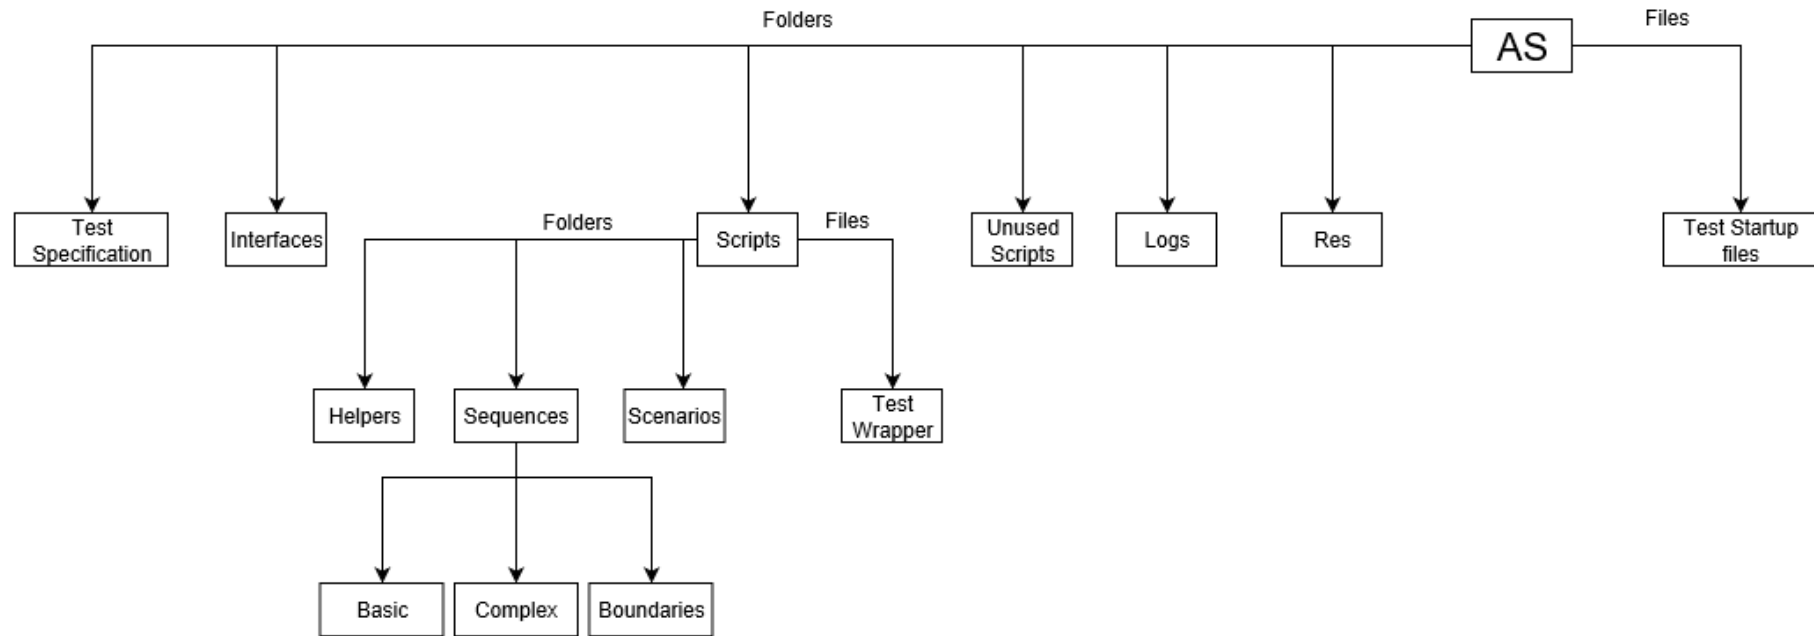 Folders
AS
Files
Test
Specification
Interfaces
Folders
Scripts
Files
Unused
Scripts
Logs
Res
Test Startup
files
Helpers
Sequences
Scenarios
Test
Wrapper
Basic
Complex
Boundaries